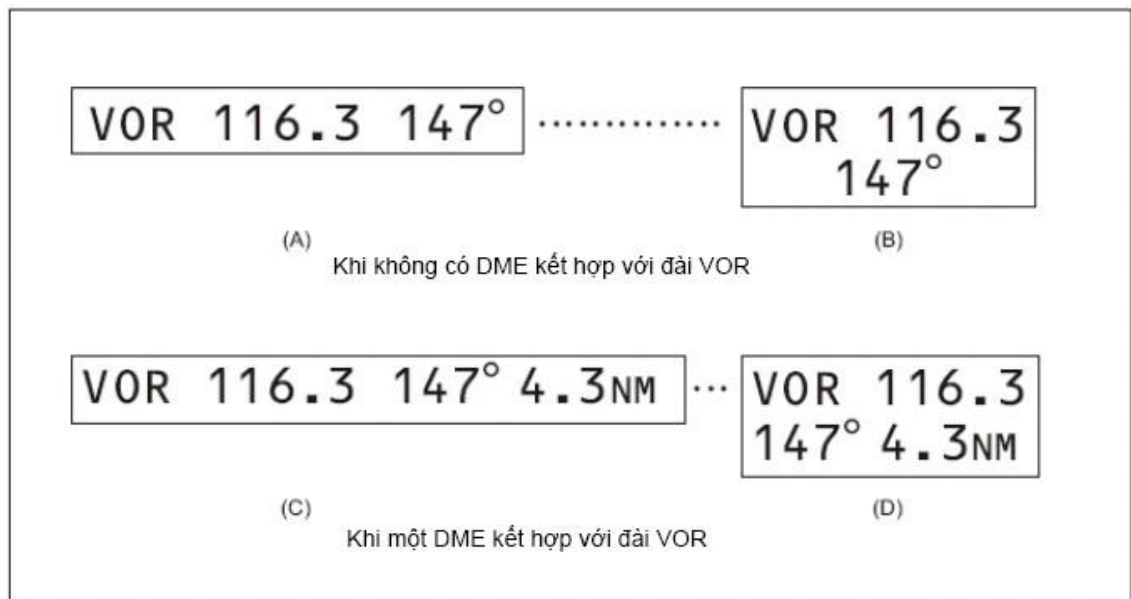 VOR 116.3 147° .............. VOR 116.3
147°
(A) (B)
Khi không có DME kết hợp với đài VOR
VOR 116.3 147° 4.3NM ... VOR 116.3
147° 4.3NM
(C) (D)
Khi một DME kết hợp với đài VOR